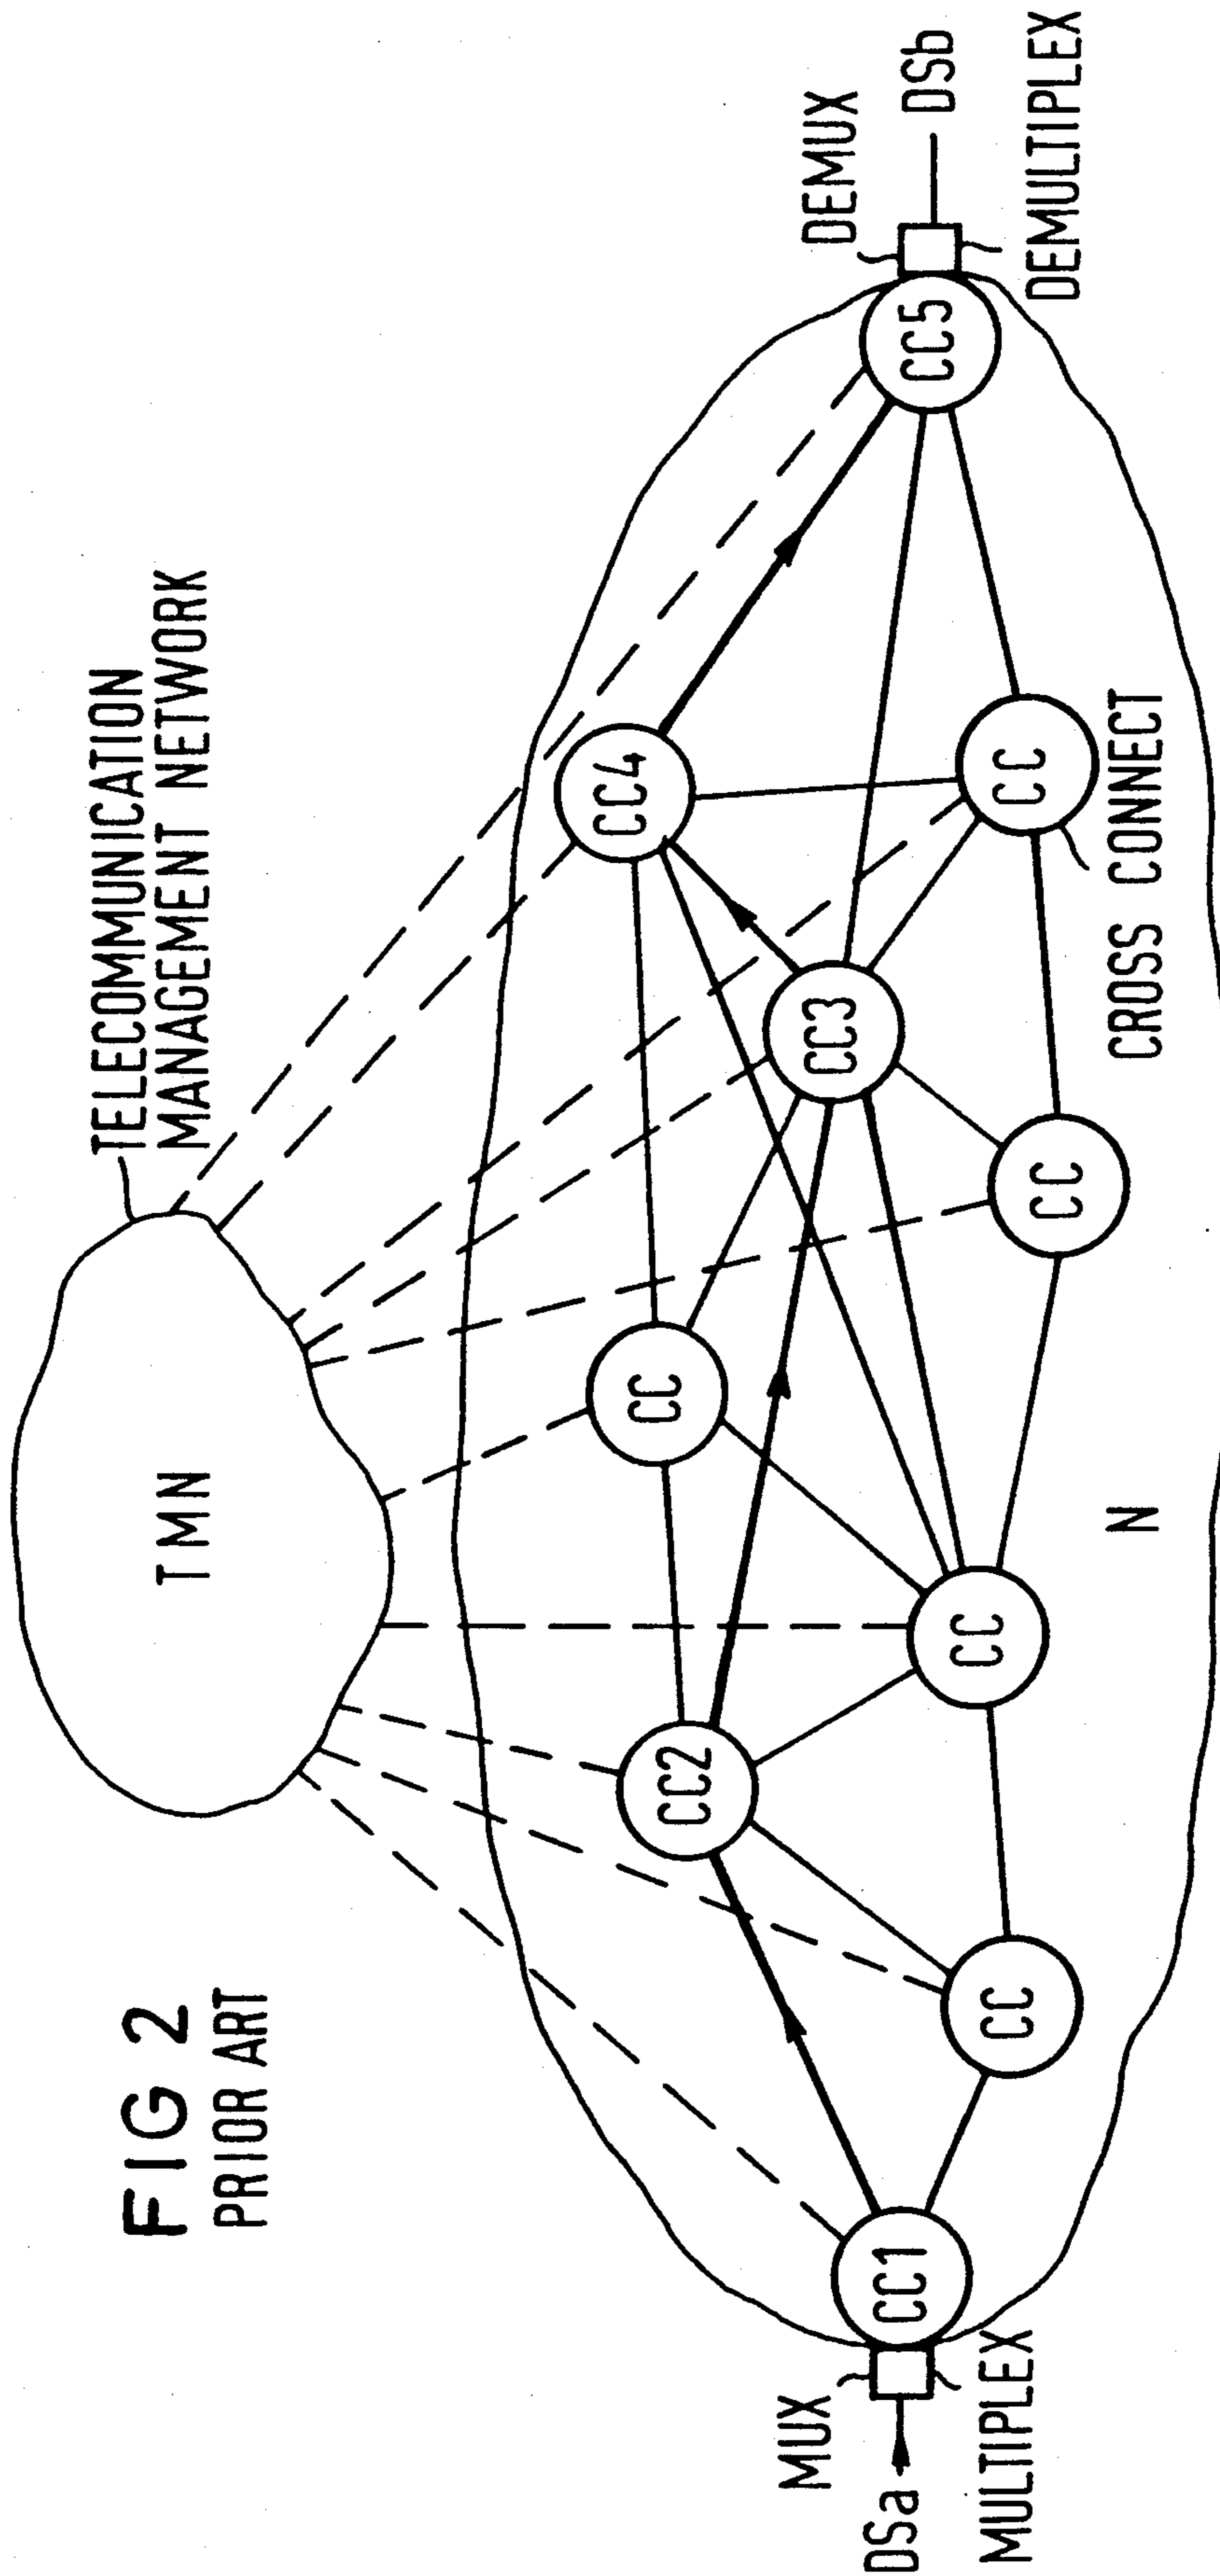 FIG 2
PRIOR ART
TELECOMMUNICATION
MANAGEMENT NETWORK
TMN
CC1
CC2
CC
CC
CC
CC3
CC
CC4
CC
CC5
CROSS CONNECT
N
MUX
DSa
MULTIPLEX
DEMUX
DSb
DEMULTIPLEX